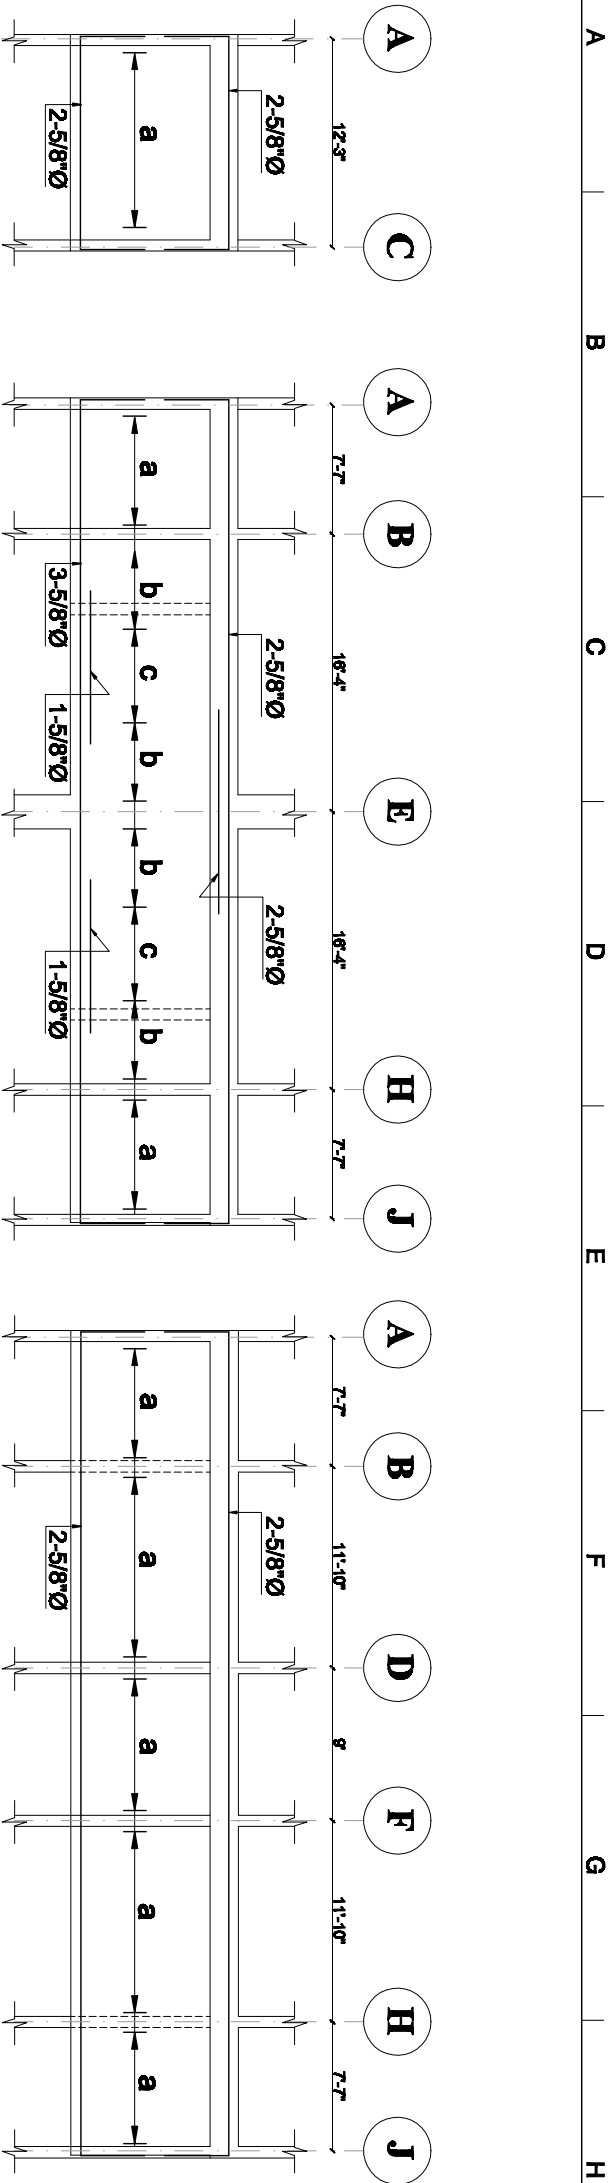 A B C D E F G H
A C A B E H J A B D F H J
12'-3" 7'-7" 16'-4" 16'-4" 7'-7" 7'-7" 11'-10" 9' 11'-10" 7'-7"
2-5/8"Ø 2-5/8"Ø 2-5/8"Ø 2-5/8"Ø
a a b c b b c b a a a a a a
2-5/8"Ø 3-5/8"Ø 1-5/8"Ø 1-5/8"Ø 2-5/8"Ø